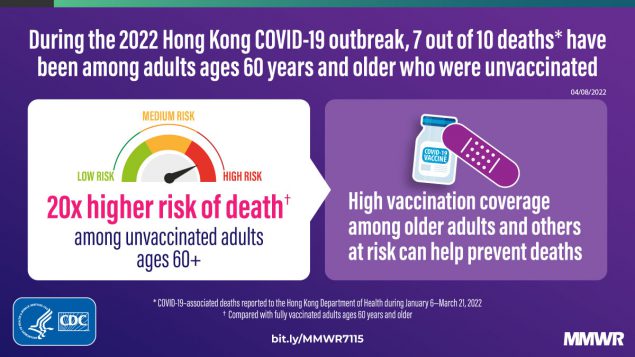 During the 2022 Hong Kong COVID-19 outbreak, 7 out of 10 deaths* have
been among adults ages 60 years and older who were unvaccinated
04/08/2022
MEDIUM RISK
LOW RISK
HIGH RISK
20x higher risk of death†
among unvaccinated adults
ages 60+
COVID-19
VACCINE
High vaccination coverage
among older adults and others
at risk can help prevent deaths
CDC
* COVID-19-associated deaths reported to the Hong Kong Department of Health during January 6–March 21, 2022
† Compared with fully vaccinated adults ages 60 years and older
bit.ly/MMWR7115
MMWR